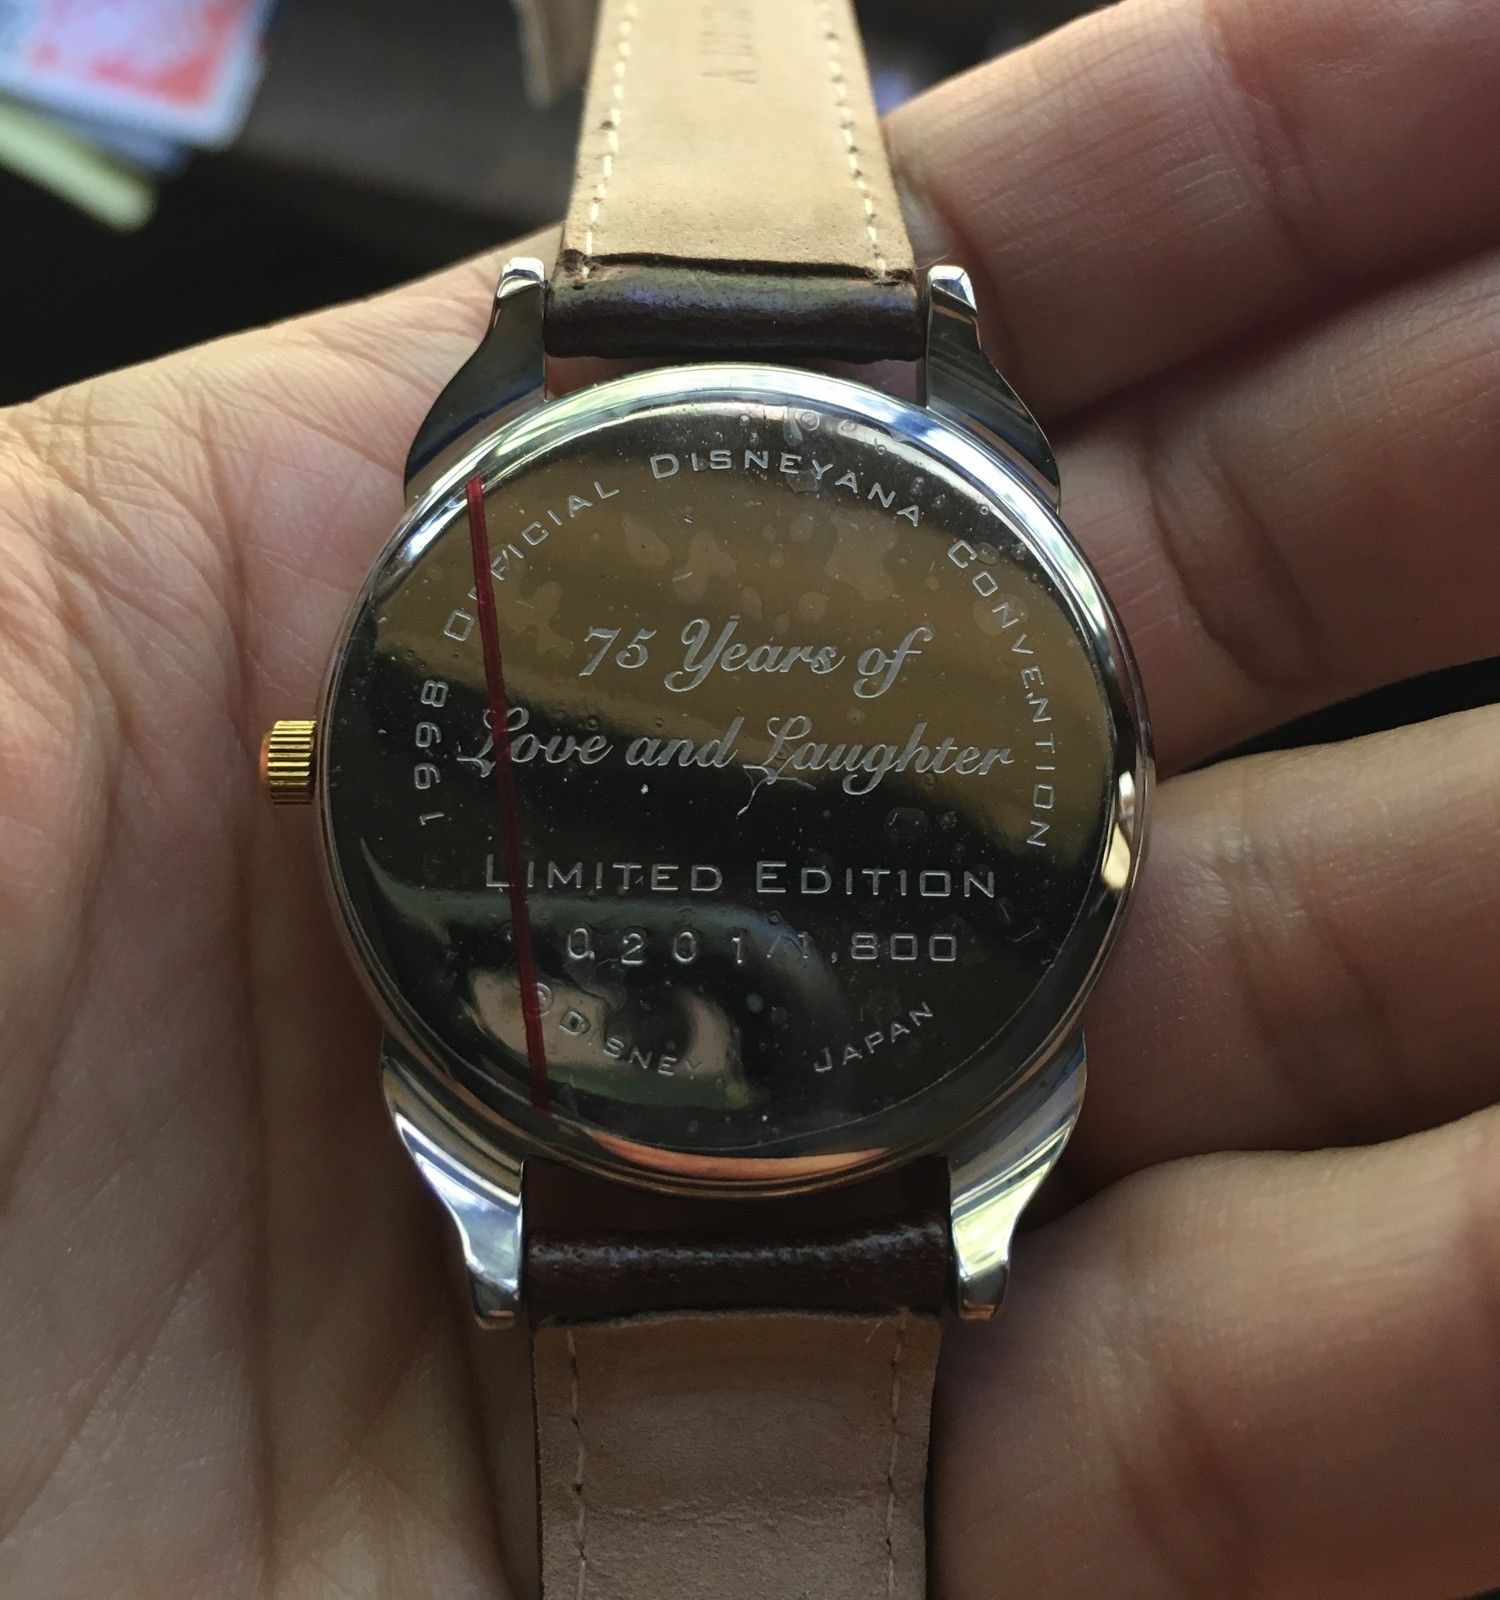 1998 Official Disneyana Convention
75 Years of
Love and Laughter
Limited Edition
0201/1,800
© Disney
Japan